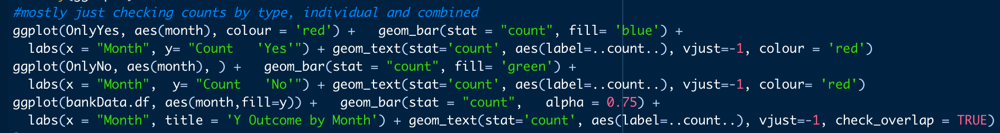 #mostly just checking counts by type, individual and combined
ggplot(OnlyYes, aes(month), colour = 'red') +   geom_bar(stat = "count", fill= 'blue') +
  labs(x = "Month", y= "Count   'Yes'") + geom_text(stat='count', aes(label=..count..), vjust=-1, colour = 'red')
ggplot(OnlyNo, aes(month), ) +   geom_bar(stat = "count", fill= 'green') +
  labs(x = "Month",  y= "Count   'No'") + geom_text(stat='count', aes(label=..count..), vjust=-1, colour= 'red')
ggplot(bankData.df, aes(month,fill=y)) +   geom_bar(stat = "count",   alpha = 0.75) +
  labs(x = "Month", title = 'Y Outcome by Month') + geom_text(stat='count', aes(label=..count..), vjust=-1, check_overlap = TRUE)